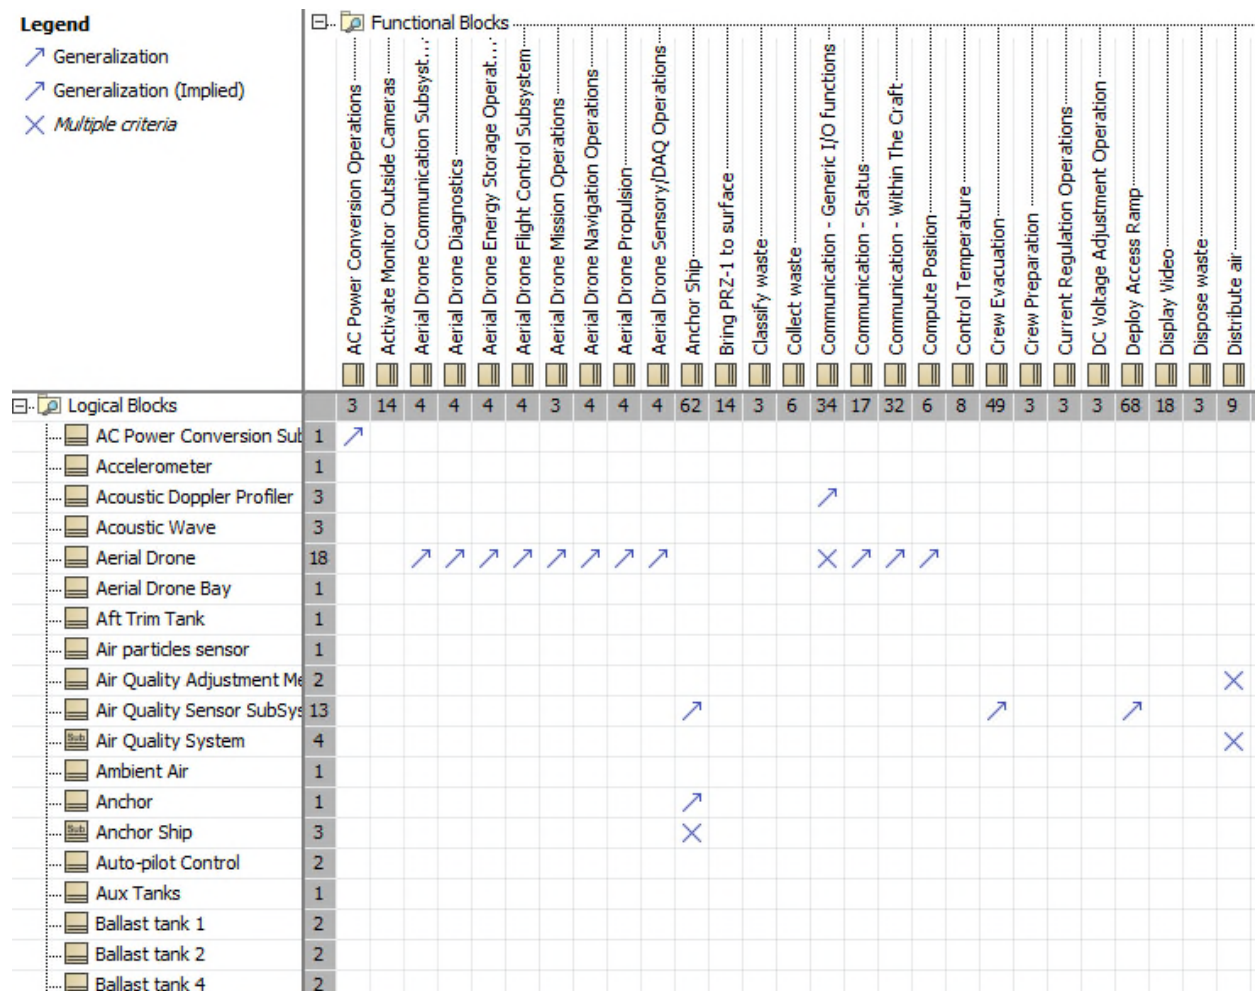 Legend
Generalization
Generalization (Implied)
Multiple criteria
Functional Blocks
AC Power Conversion Operations
Activate Monitor Outside Cameras
Aerial Drone Communication Subsyst...
Aerial Drone Diagnostics
Aerial Drone Energy Storage Operat...
Aerial Drone Flight Control Subsystem
Aerial Drone Mission Operations
Aerial Drone Navigation Operations
Aerial Drone Propulsion
Aerial Drone Sensory/DAQ Operations
Anchor Ship
Bring PRZ-1 to surface
Classify waste
Collect waste
Communication - Generic I/O functions
Communication - Status
Communication - Within The Craft
Compute Position
Control Temperature
Crew Evacuation
Crew Preparation
Current Regulation Operations
DC Voltage Adjustment Operation
Deploy Access Ramp
Display Video
Dispose waste
Distribute air
Logical Blocks 3 14 4 4 4 4 3 4 4 4 62 14 3 6 34 17 32 6 8 49 3 3 3 68 18 3 9
AC Power Conversion Sub 1
Accelerometer 1
Acoustic Doppler Profiler 3
Acoustic Wave 3
Aerial Drone 18
Aerial Drone Bay 1
Aft Trim Tank 1
Air particles sensor 1
Air Quality Adjustment Me 2
Air Quality Sensor SubSys 13
Sub Air Quality System 4
Ambient Air 1
Anchor 1
Sub Anchor Ship 3
Auto-pilot Control 2
Aux Tanks 1
Ballast tank 1 2
Ballast tank 2 2
Ballast tank 4 2